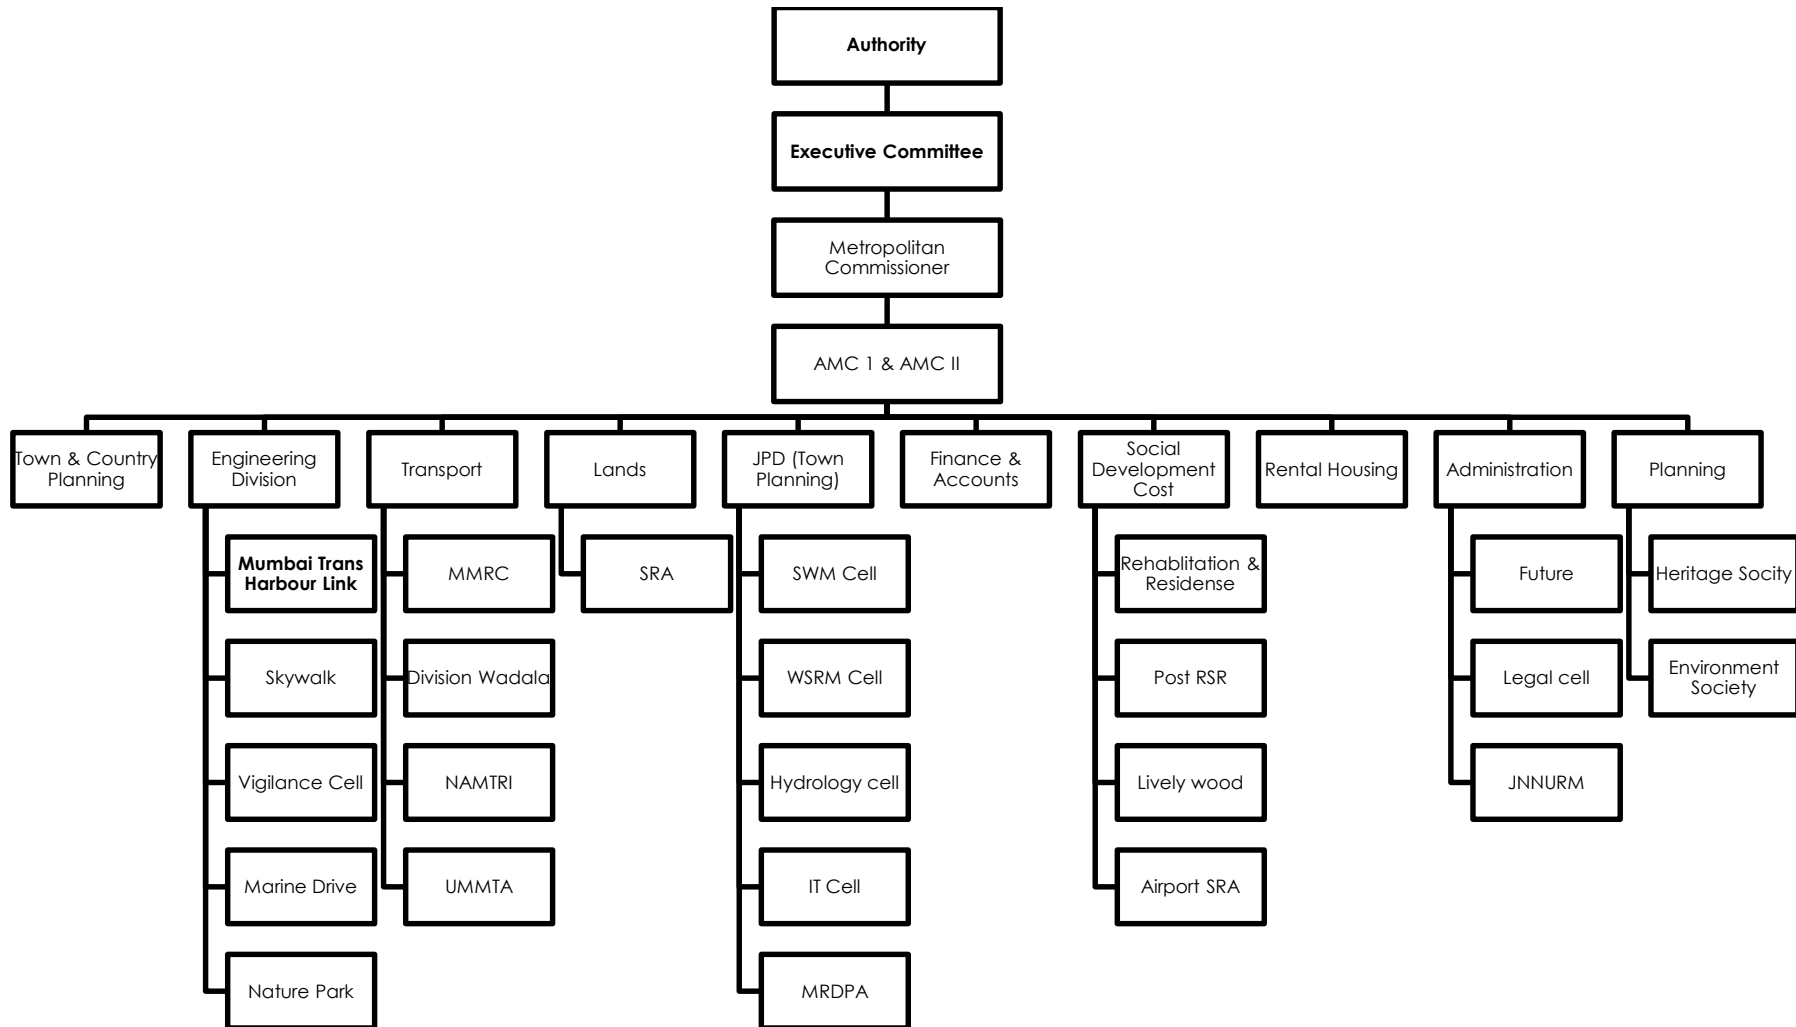 Authority
Executive Committee
Metropolitan
Commissioner
AMC 1 & AMC II
Town & Country
Planning
Engineering
Division
Transport
Lands
JPD (Town
Planning)
Finance &
Accounts
Social
Development
Cost
Rental Housing
Administration
Planning
Mumbai Trans
Harbour Link
MMRC
SRA
SWM Cell
Rehablitation &
Residense
Future
Heritage Socity
Skywalk
Division Wadala
WSRM Cell
Post RSR
Legal cell
Environment
Society
Vigilance Cell
NAMTRI
Hydrology cell
Lively wood
JNNURM
Marine Drive
UMMTA
IT Cell
Airport SRA
Nature Park
MRDPA